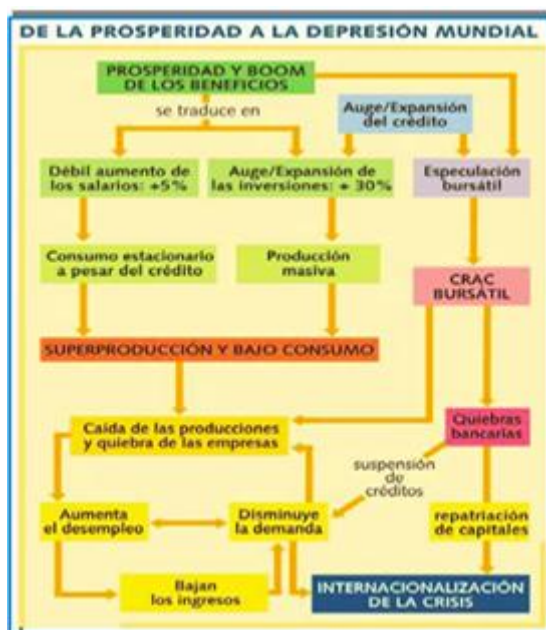 DE LA PROSPERIDAD A LA DEPRESIÓN MUNDIAL
PROSPERIDAD Y BOOM
DE LOS BENEFICIOS
se traduce en
Auge/Expansión
del crédito
Débil aumento de
los salarios: +5%
Auge/Expansión de
las inversiones: + 30%
Especulación
bursátil
Consumo estacionario
a pesar del crédito
Producción
masiva
CRAC
BURSÁTIL
SUPERPRODUCCIÓN Y BAJO CONSUMO
Caída de las producciones
y quiebra de las empresas
Quiebras
bancarias
suspensión
de
créditos
Aumenta
el desempleo
Disminuye
la demanda
repatriación
de capitales
Bajan
los ingresos
INTERNACIONALIZACIÓN
DE LA CRISIS